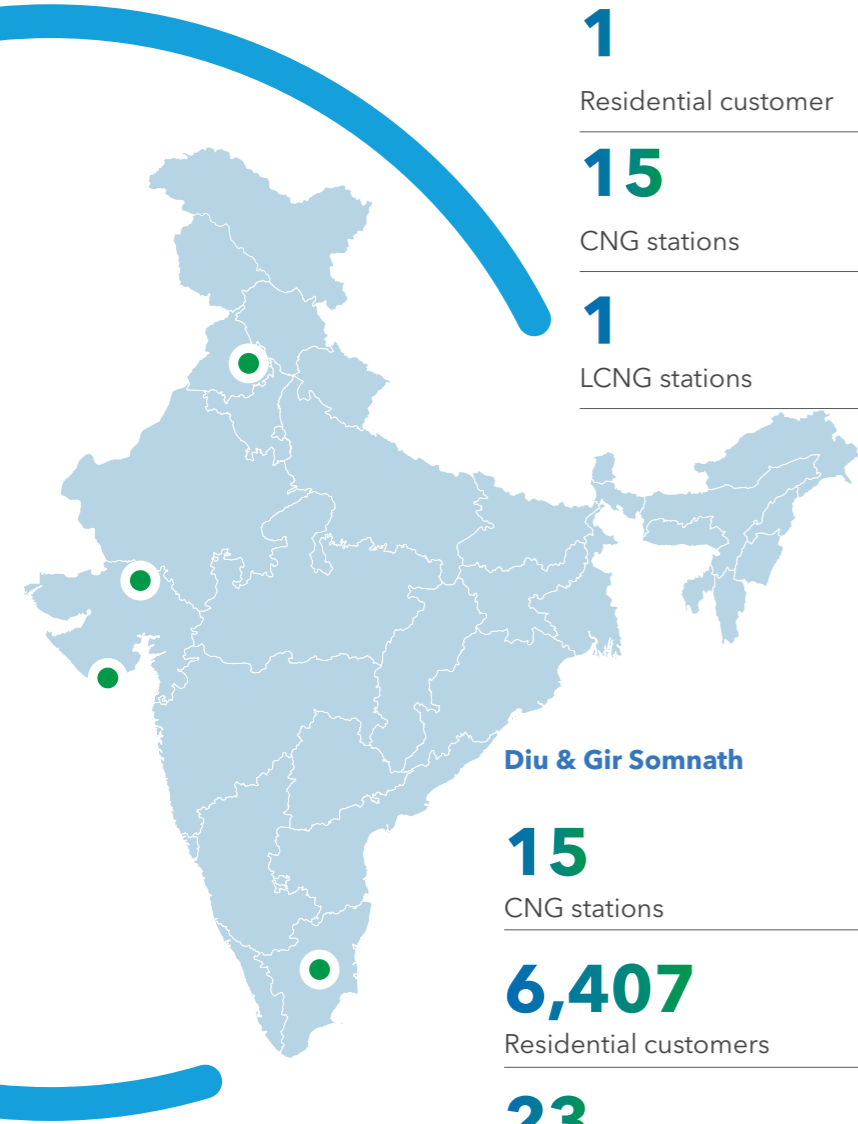 1
Residential customer
15
CNG stations
1
LCNG stations
Diu & Gir Somnath
15
CNG stations
6,407
Residential customers
23